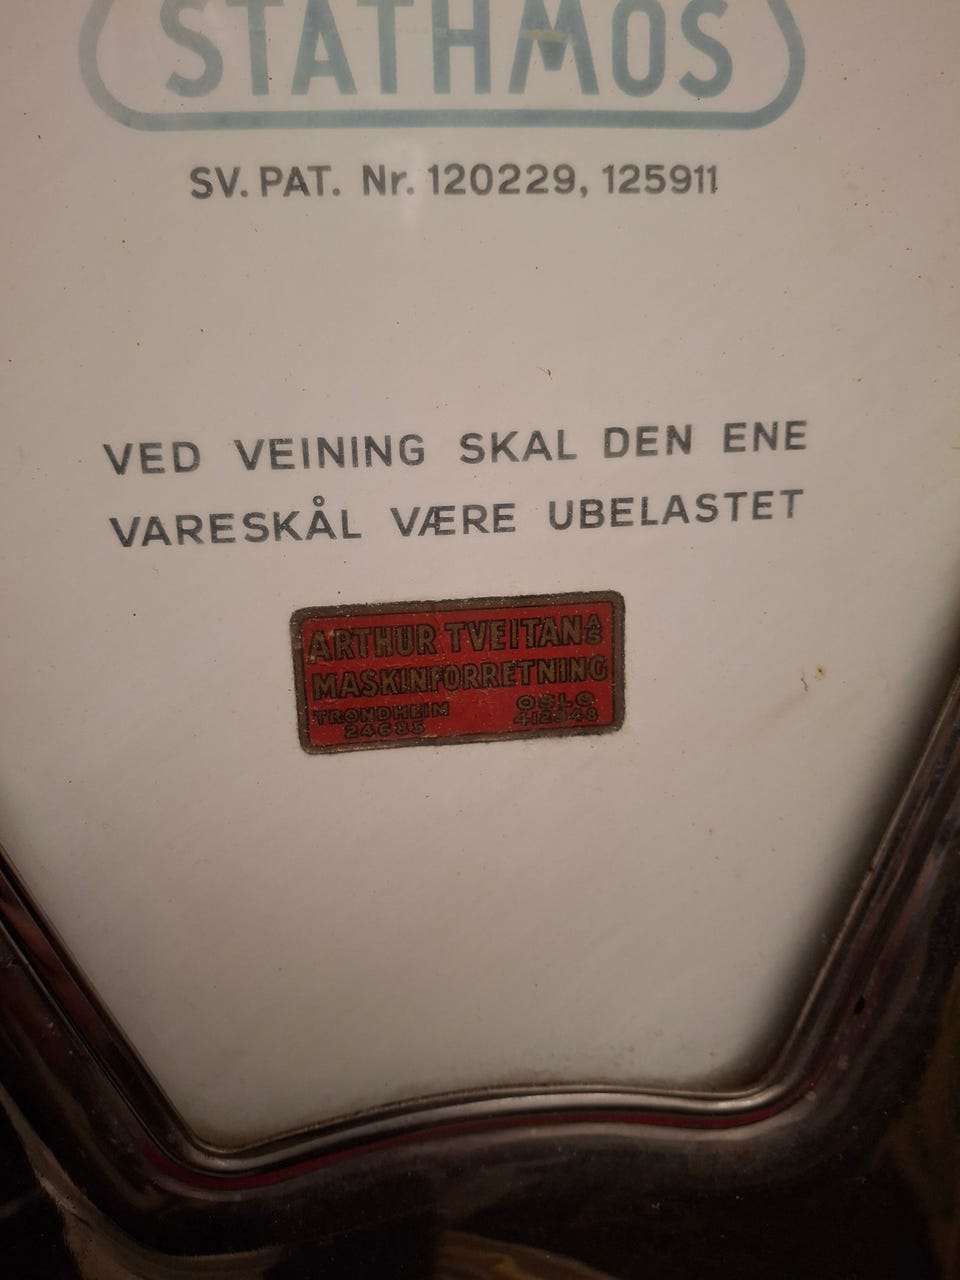 STATHMOS
SV. PAT. Nr. 120229, 125911
VED VEINING SKAL DEN ENE
VARESKÅL VÆRE UBELASTET
ARTHUR TVEITAN A/S
MASKINFORRETNING
TRONDHEIM OSLO
24685